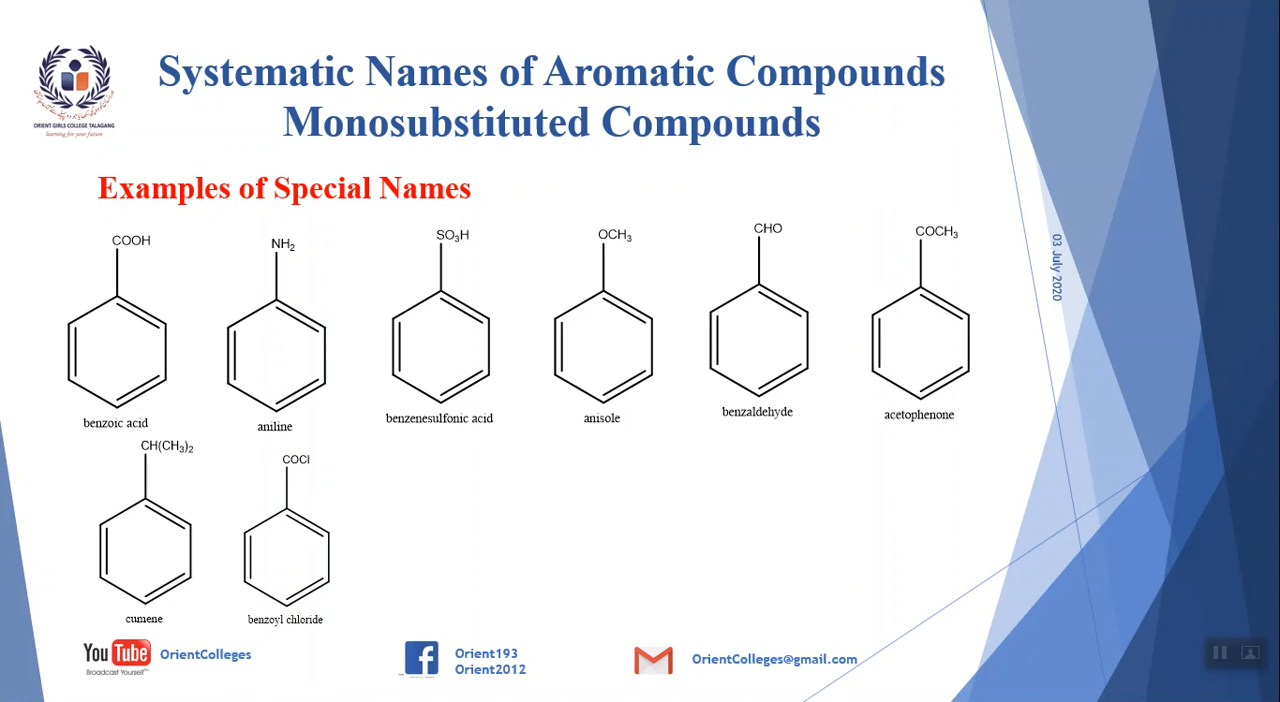 Systematic Names of Aromatic Compounds
Monosubstituted Compounds
ORIENT GIRLS COLLEGE TALAGANG
learning for your future
Examples of Special Names
COOH
NH₂
SO₃H
OCH₃
CHO
COCH₃
benzoic acid
aniline
benzenesulfonic acid
anisole
benzaldehyde
acetophenone
CH(CH₃)₂
COCl
cumene
benzoyl chloride
03 July 2020
You Tube
Broadcast Yourself™
OrientColleges
f
Orient193
Orient2012
OrientColleges@gmail.com